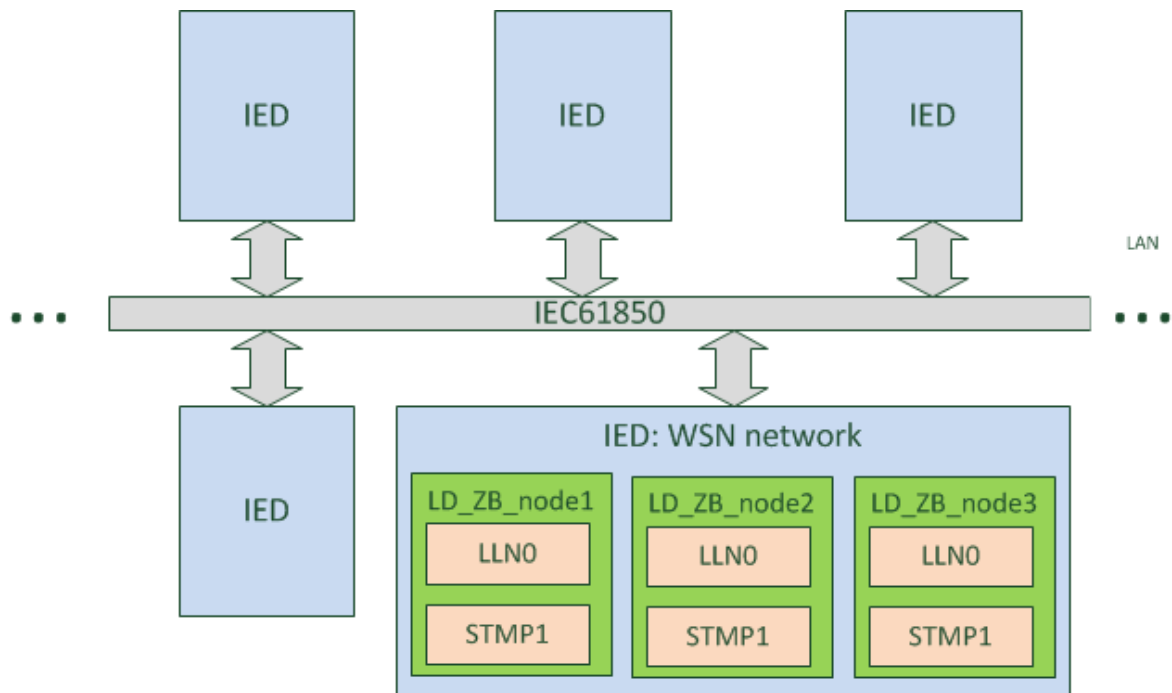 IED
IED
IED
LAN
IEC61850
IED
IED: WSN network
LD_ZB_node1
LD_ZB_node2
LD_ZB_node3
LLN0
LLN0
LLN0
STMP1
STMP1
STMP1